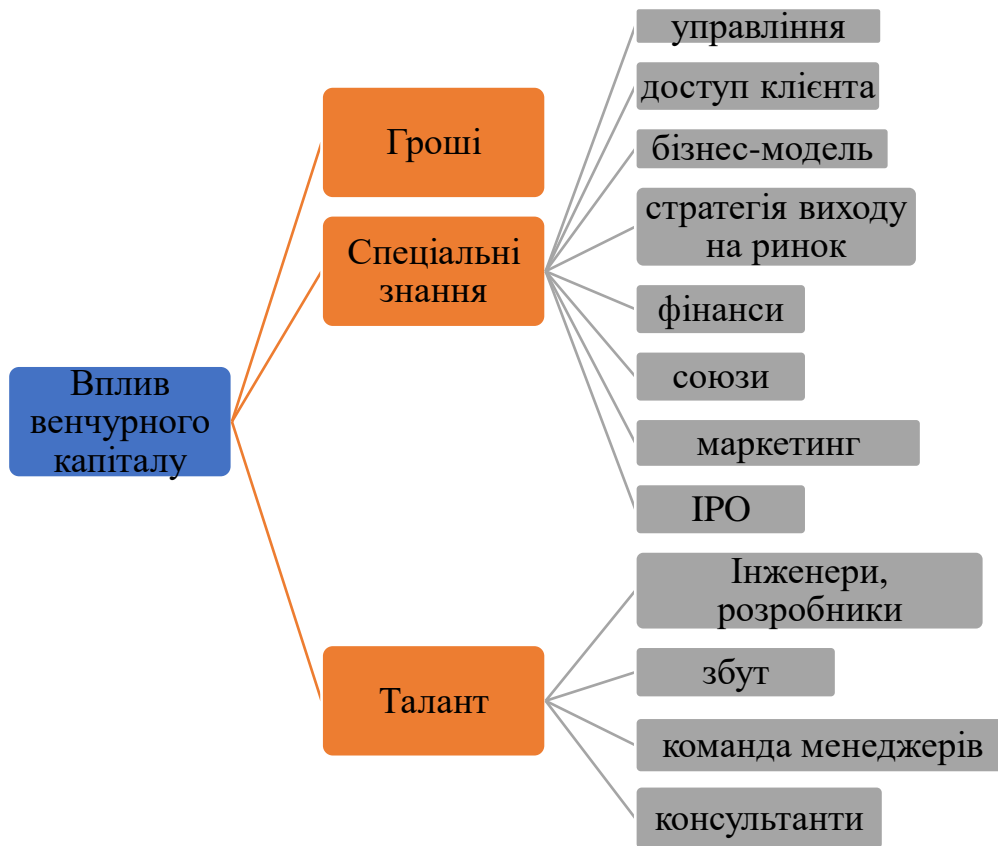 Вплив
венчурного
капіталу
Гроші
Спеціальні
знання
управління
доступ клієнта
бізнес-модель
стратегія виходу
на ринок
фінанси
союзи
маркетинг
ІРО
Талант
Інженери,
розробники
збут
команда менеджерів
консультанти